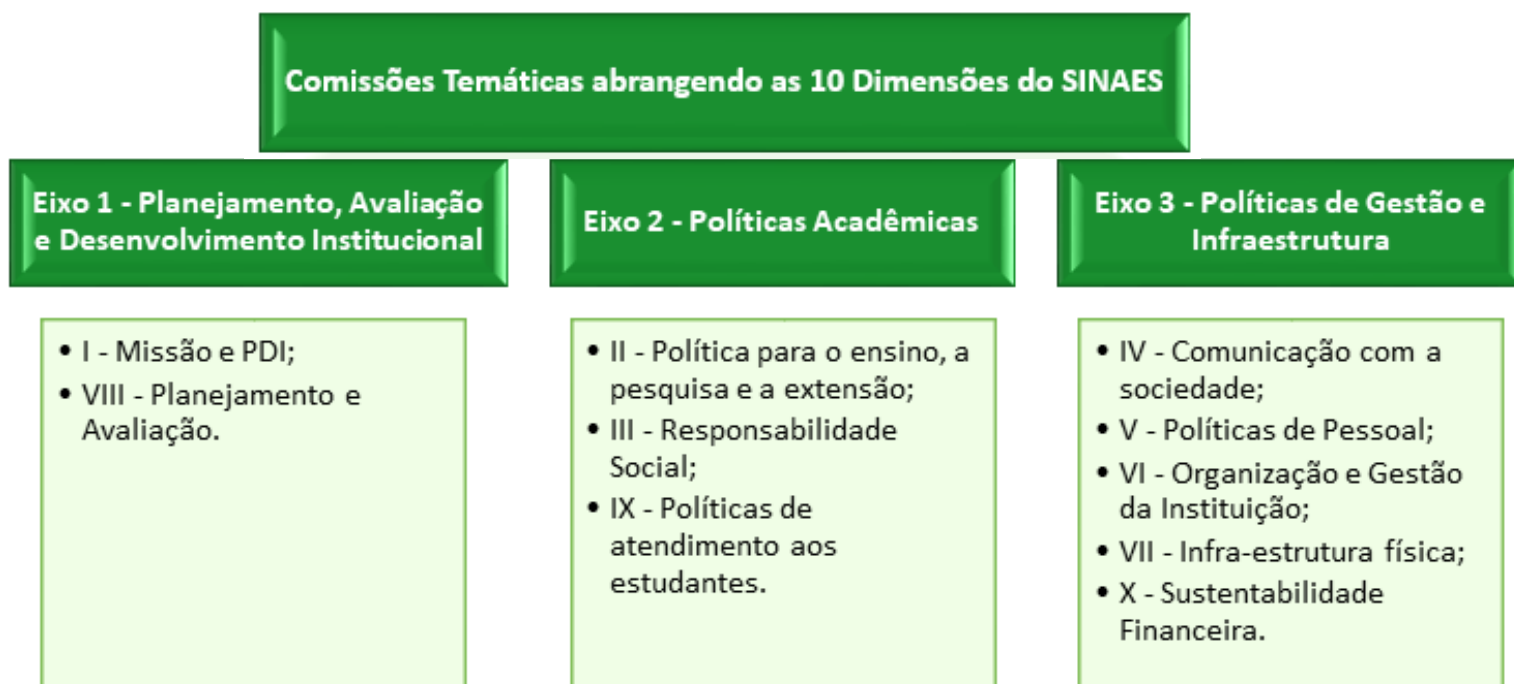 Comissões Temáticas abrangendo as 10 Dimensões do SINAES
Eixo 1 - Planejamento, Avaliação
e Desenvolvimento Institucional
• I - Missão e PDI;
• VIII - Planejamento e
Avaliação.
Eixo 2 - Políticas Acadêmicas
• II - Política para o ensino, a
pesquisa e a extensão;
• III - Responsabilidade
Social;
• IX - Políticas de
atendimento aos
estudantes.
Eixo 3 - Políticas de Gestão e
Infraestrutura
• IV - Comunicação com a
sociedade;
• V - Políticas de Pessoal;
• VI - Organização e Gestão
da Instituição;
• VII - Infra-estrutura física;
• X - Sustentabilidade
Financeira.